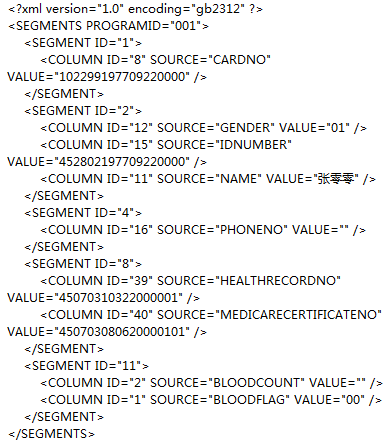 <?xml version="1.0" encoding="gb2312" ?>
<SEGMENTS PROGRAMID="001">
<SEGMENT ID="1">
<COLUMN ID="8" SOURCE="CARDNO"
VALUE="102299197709220000" />
</SEGMENT>
<SEGMENT ID="2">
<COLUMN ID="12" SOURCE="GENDER" VALUE="01" />
<COLUMN ID="15" SOURCE="IDNUMBER"
VALUE="452802197709220000" />
<COLUMN ID="11" SOURCE="NAME" VALUE="张零零" />
</SEGMENT>
<SEGMENT ID="4">
<COLUMN ID="16" SOURCE="PHONENO" VALUE="" />
</SEGMENT>
<SEGMENT ID="8">
<COLUMN ID="39" SOURCE="HEALTHRECORDNO"
VALUE="45070310322000001" />
<COLUMN ID="40" SOURCE="MEDICARECERTIFICATENO"
VALUE="450703080620000101" />
</SEGMENT>
<SEGMENT ID="11">
<COLUMN ID="2" SOURCE="BLOODCOUNT" VALUE="" />
<COLUMN ID="1" SOURCE="BLOODFLAG" VALUE="00" />
</SEGMENT>
</SEGMENTS>